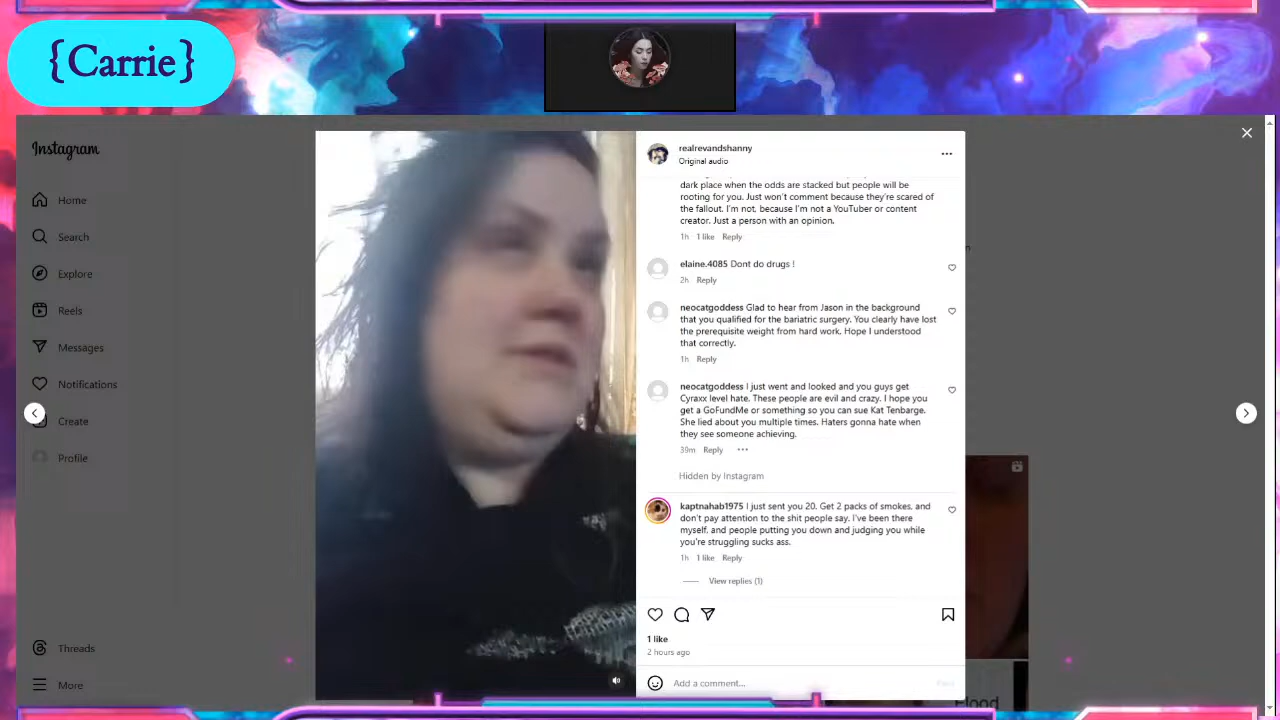 {Carrie}
Instagram
Home
Search
Explore
Reels
Messages
Notifications
Create
Profile
Threads
More
realrevandshanny
Original audio
dark place when the odds are stacked but people will be
rooting for you. Just won't comment because they're scared of
the fallout. I'm not, because I'm not a YouTuber or content
creator. Just a person with an opinion.
1h 1 like Reply
elaine.4085 Dont do drugs !
2h Reply
neocatgoddess Glad to hear from Jason in the background
that you qualified for the bariatric surgery. You clearly have lost
the prerequisite weight from hard work. Hope I understood
that correctly.
1h Reply
neocatgoddess I just went and looked and you guys get
Cyraxx level hate. These people are evil and crazy. I hope you
get a GoFundMe or something so you can sue Kat Tenbarge.
She lied about you multiple times. Haters gonna hate when
they see someone achieving.
39m Reply
Hidden by Instagram
kaptnahab1975 I just sent you 20. Get 2 packs of smokes, and
don't pay attention to the shit people say. I've been there
myself, and people putting you down and judging you while
you're struggling sucks ass.
1h 1 like Reply
View replies (1)
1 like
2 hours ago
Add a comment...